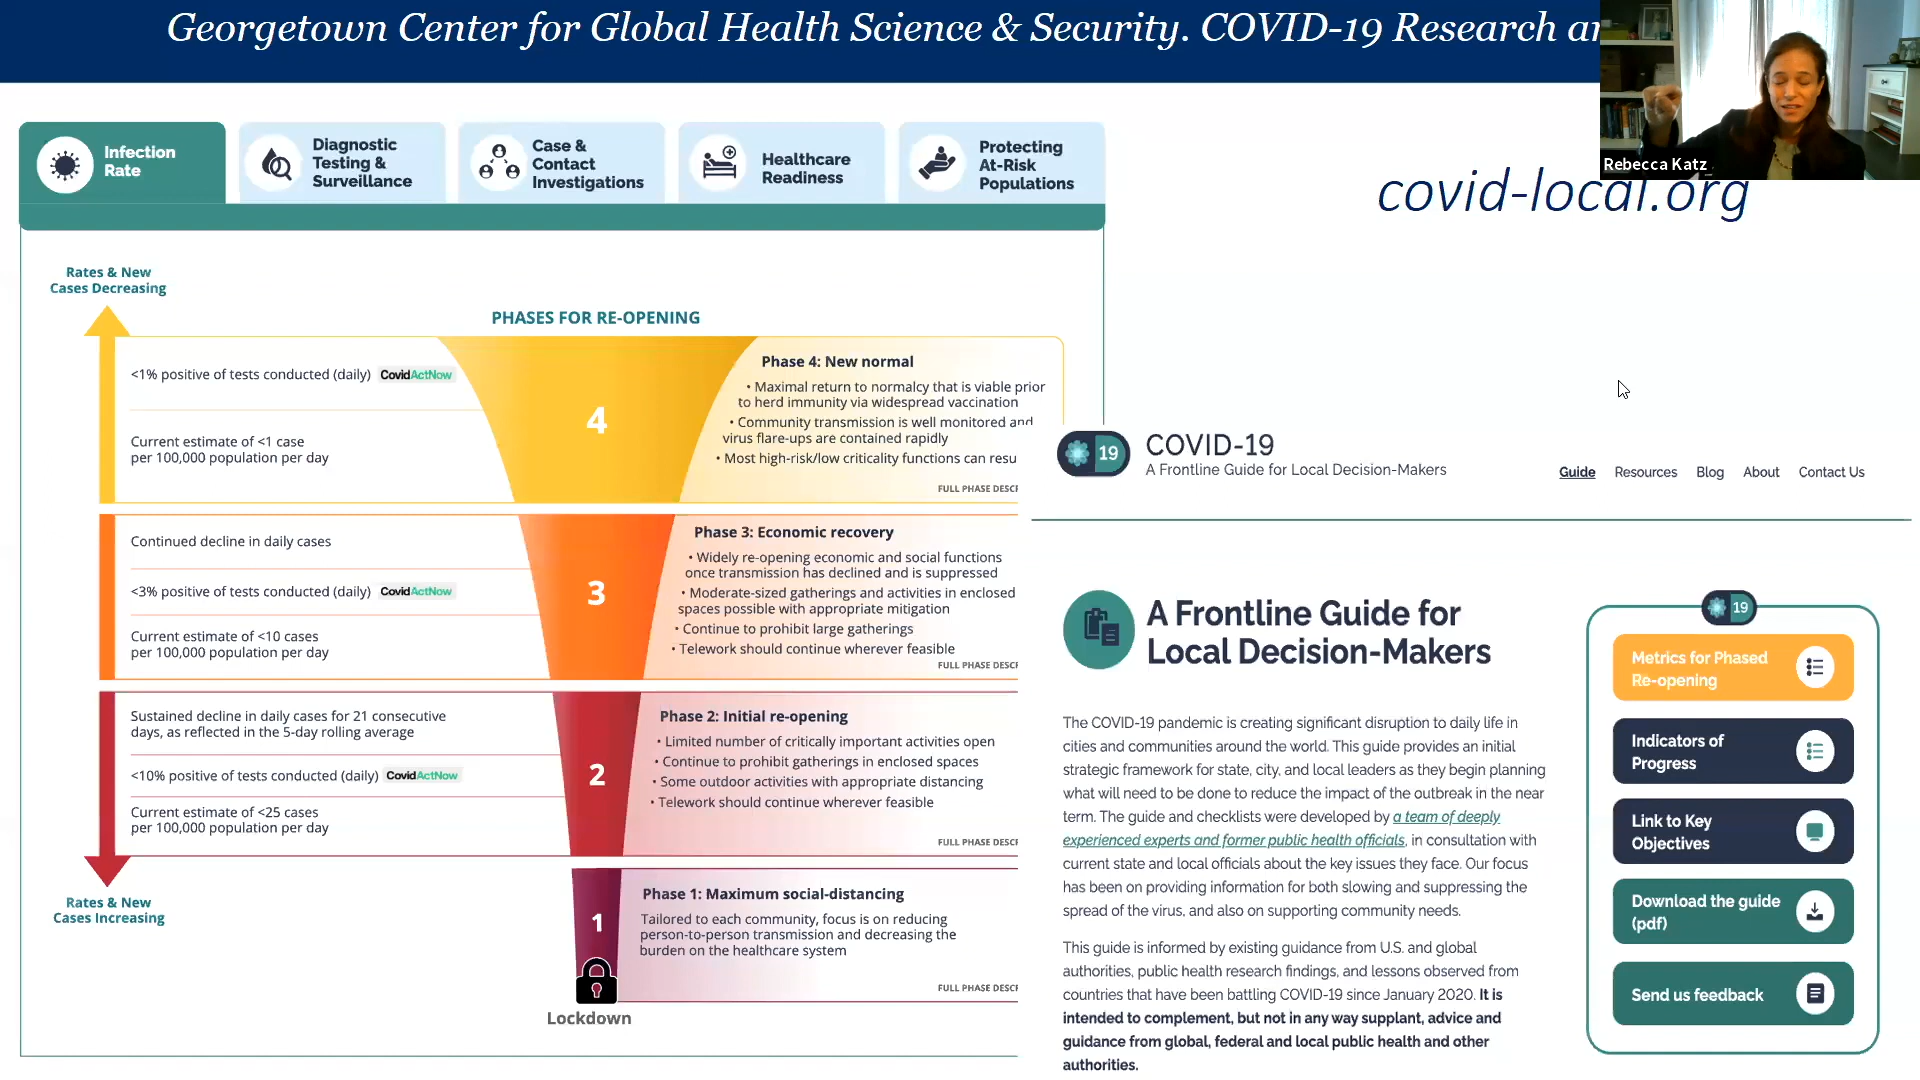 Georgetown Center for Global Health Science & Security. COVID-19 Research
Rebecca Katz
covid-local.org
Infection
Rate
Diagnostic
Testing &
Surveillance
Case &
Contact
Investigations
Healthcare
Readiness
Protecting
At-Risk
Populations
Rates & New
Cases Decreasing
PHASES FOR RE-OPENING
<1% positive of tests conducted (daily) CovidActNow
Current estimate of <1 case
per 100,000 population per day
4
Phase 4: New normal
• Maximal return to normalcy that is viable prior
to herd immunity via widespread vaccination
• Community transmission is well monitored and
virus flare-ups are contained rapidly
• Most high-risk/low criticality functions can resu
FULL PHASE DESCR
Continued decline in daily cases
<3% positive of tests conducted (daily) CovidActNow
Current estimate of <10 cases
per 100,000 population per day
3
Phase 3: Economic recovery
• Widely re-opening economic and social functions
once transmission has declined and is suppressed
• Moderate-sized gatherings and activities in enclosed
spaces possible with appropriate mitigation
• Continue to prohibit large gatherings
• Telework should continue wherever feasible
FULL PHASE DESCR
Sustained decline in daily cases for 21 consecutive
days, as reflected in the 5-day rolling average
<10% positive of tests conducted (daily) CovidActNow
Current estimate of <25 cases
per 100,000 population per day
2
Phase 2: Initial re-opening
• Limited number of critically important activities open
• Continue to prohibit gatherings in enclosed spaces
• Some outdoor activities with appropriate distancing
• Telework should continue wherever feasible
FULL PHASE DESCR
Rates & New
Cases Increasing
1
Phase 1: Maximum social-distancing
Tailored to each community, focus is on reducing
person-to-person transmission and decreasing the
burden on the healthcare system
FULL PHASE DESCR
Lockdown
19
COVID-19
A Frontline Guide for Local Decision-Makers
Guide Resources Blog About Contact Us
A Frontline Guide for
Local Decision-Makers
The COVID-19 pandemic is creating significant disruption to daily life in
cities and communities around the world. This guide provides an initial
strategic framework for state, city, and local leaders as they begin planning
what will need to be done to reduce the impact of the outbreak in the near
term. The guide and checklists were developed by a team of deeply
experienced experts and former public health officials, in consultation with
current state and local officials about the key issues they face. Our focus
has been on providing information for both slowing and suppressing the
spread of the virus, and also on supporting community needs.
This guide is informed by existing guidance from U.S. and global
authorities, public health research findings, and lessons observed from
countries that have been battling COVID-19 since January 2020. It is
intended to complement, but not in any way supplant, advice and
guidance from global, federal and local public health and other
authorities.
19
Metrics for Phased
Re-opening
Indicators of
Progress
Link to Key
Objectives
Download the guide
(pdf)
Send us feedback